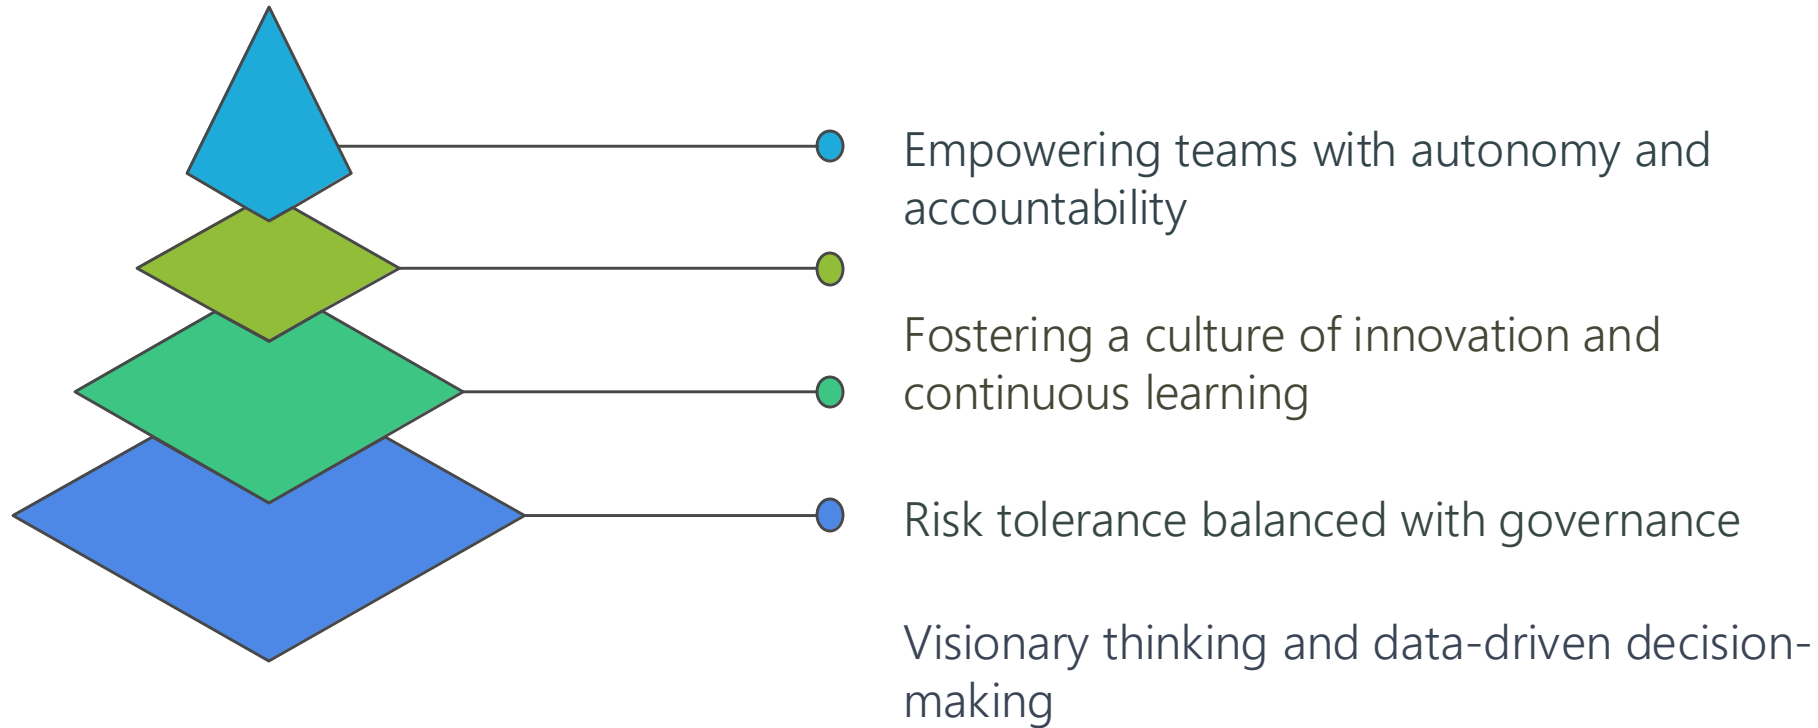 Empowering teams with autonomy and
accountability
Fostering a culture of innovation and
continuous learning
Risk tolerance balanced with governance
Visionary thinking and data-driven decision-
making